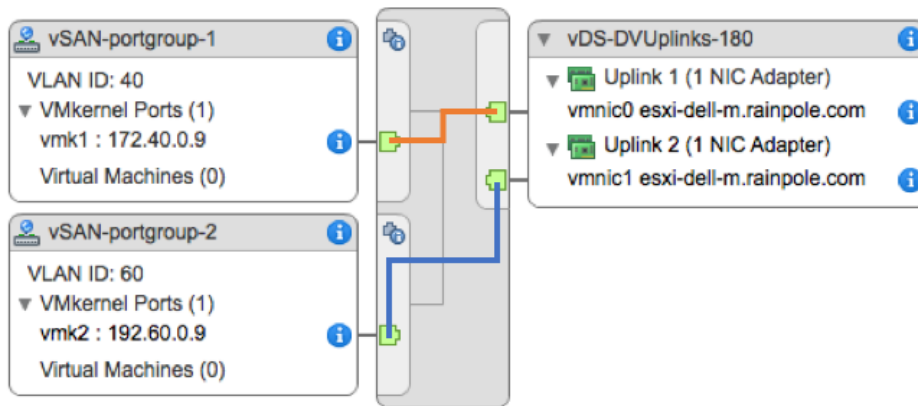 vSAN-portgroup-1
VLAN ID: 40
VMkernel Ports (1)
vmk1 : 172.40.0.9
Virtual Machines (0)
vSAN-portgroup-2
VLAN ID: 60
VMkernel Ports (1)
vmk2 : 192.60.0.9
Virtual Machines (0)
vDS-DVUplinks-180
Uplink 1 (1 NIC Adapter)
vmnic0 esxi-dell-m.rainpole.com
Uplink 2 (1 NIC Adapter)
vmnic1 esxi-dell-m.rainpole.com